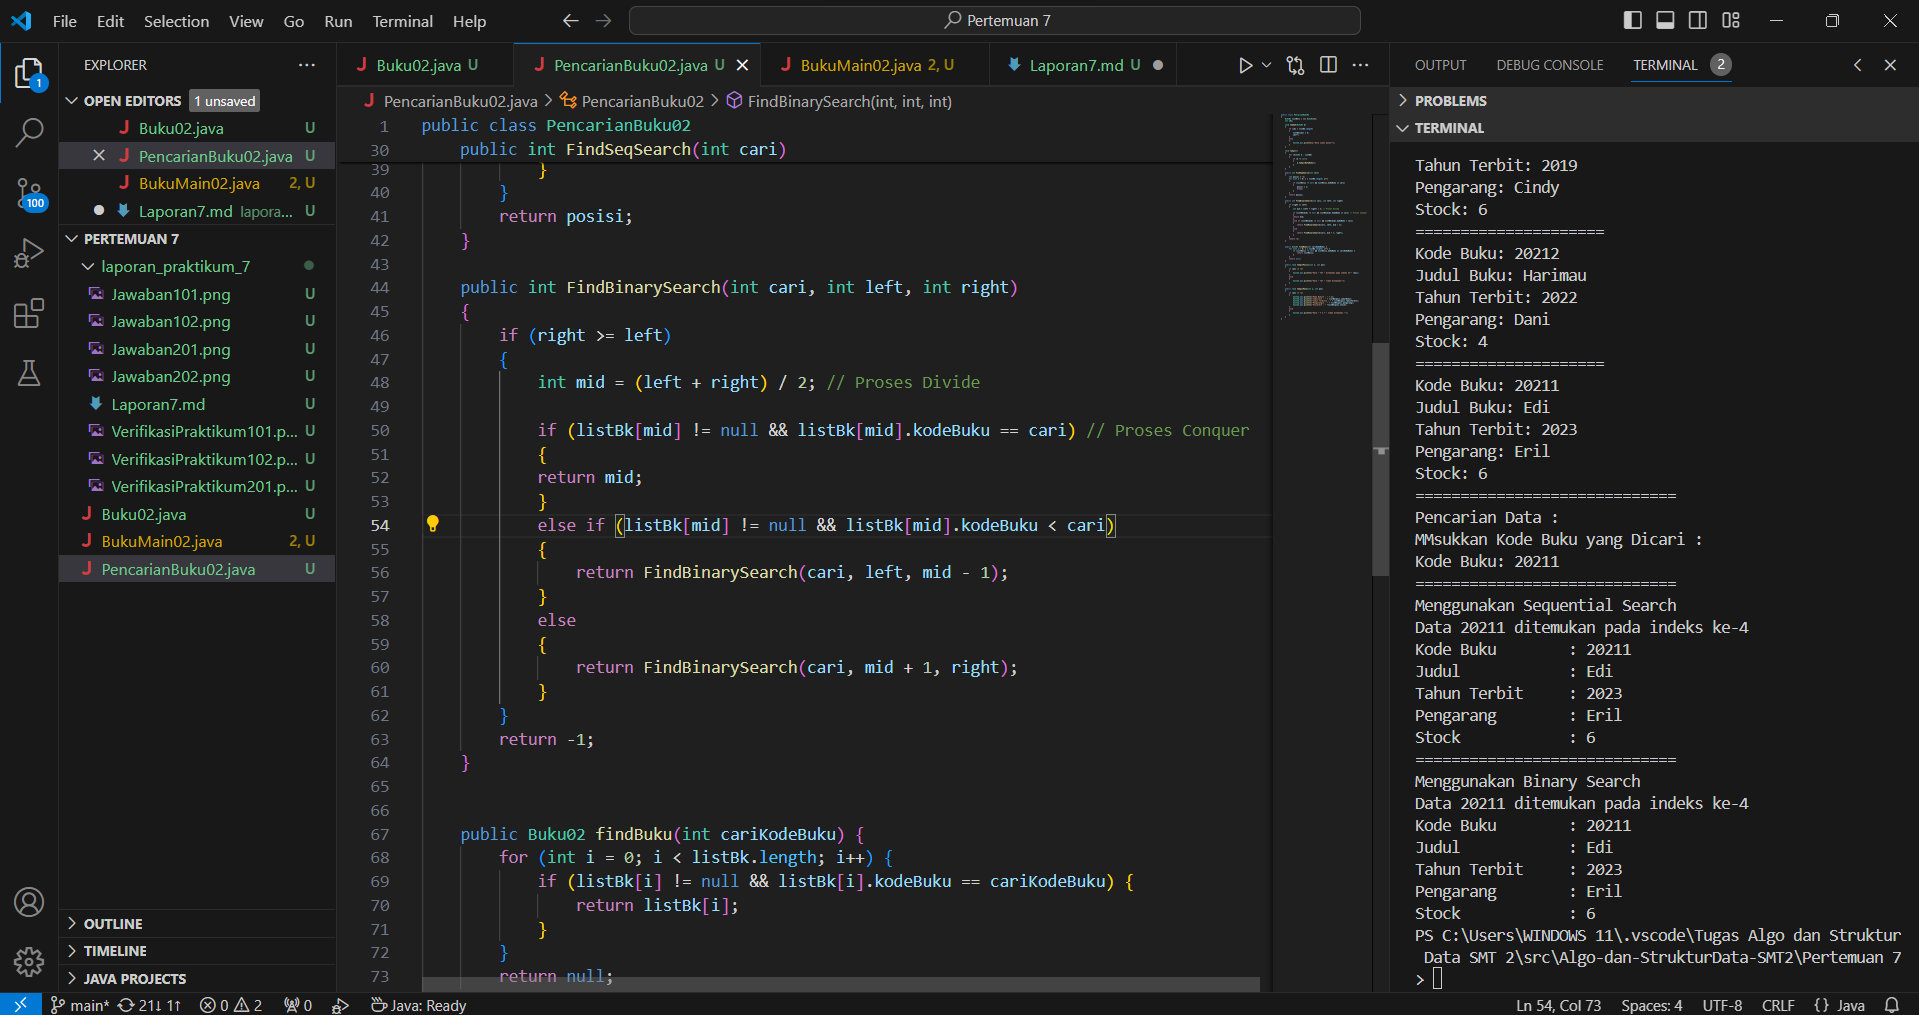 File Edit Selection View Go Run Terminal Help
Pertemuan 7
EXPLORER
OPEN EDITORS 1 unsaved
Buku02.java U
PencarianBuku02.java U
BukuMain02.java 2, U
Laporan7.md lapora... U
PERTEMUAN 7
laporan_praktikum_7
Jawaban101.png U
Jawaban102.png U
Jawaban201.png U
Jawaban202.png U
Laporan7.md U
VerifikasiPraktikum101.p... U
VerifikasiPraktikum102.p... U
VerifikasiPraktikum201.p... U
Buku02.java U
BukuMain02.java 2, U
PencarianBuku02.java U
OUTLINE
TIMELINE
JAVA PROJECTS
1
100
Buku02.java U PencarianBuku02.java U BukuMain02.java 2, U Laporan7.md U
PencarianBuku02.java > PencarianBuku02 > FindBinarySearch(int, int, int)
1 public class PencarianBuku02
30 public int FindSeqSearch(int cari)
39 }
40 }
41 return posisi;
42 }
43
44 public int FindBinarySearch(int cari, int left, int right)
45 {
46 if (right >= left)
47 {
48 int mid = (left + right) / 2; // Proses Divide
49
50 if (listBk[mid] != null && listBk[mid].kodeBuku == cari) // Proses Conquer
51 {
52 return mid;
53 }
54 else if (listBk[mid] != null && listBk[mid].kodeBuku < cari)
55 {
56 return FindBinarySearch(cari, left, mid - 1);
57 }
58 else
59 {
60 return FindBinarySearch(cari, mid + 1, right);
61 }
62 }
63 return -1;
64 }
65
66
67 public Buku02 findBuku(int cariKodeBuku) {
68 for (int i = 0; i < listBk.length; i++) {
69 if (listBk[i] != null && listBk[i].kodeBuku == cariKodeBuku) {
70 return listBk[i];
71 }
72 }
73 return null;
OUTPUT DEBUG CONSOLE TERMINAL 2
PROBLEMS
TERMINAL
Tahun Terbit: 2019
Pengarang: Cindy
Stock: 6
=====================
Kode Buku: 20212
Judul Buku: Harimau
Tahun Terbit: 2022
Pengarang: Dani
Stock: 4
=====================
Kode Buku: 20211
Judul Buku: Edi
Tahun Terbit: 2023
Pengarang: Eril
Stock: 6
=============================
Pencarian Data :
MMsukkan Kode Buku yang Dicari :
Kode Buku: 20211
=============================
Menggunakan Sequential Search
Data 20211 ditemukan pada indeks ke-4
Kode Buku : 20211
Judul : Edi
Tahun Terbit : 2023
Pengarang : Eril
Stock : 6
=============================
Menggunakan Binary Search
Data 20211 ditemukan pada indeks ke-4
Kode Buku : 20211
Judul : Edi
Tahun Terbit : 2023
Pengarang : Eril
Stock : 6
PS C:\Users\WINDOWS 11\.vscode\Tugas Algo dan Struktur
Data SMT 2\src\Algo-dan-StrukturData-SMT2\Pertemuan 7
>
main* 21↓ 1↑ 0 2 0 Java: Ready Ln 54, Col 73 Spaces: 4 UTF-8 CRLF {} Java